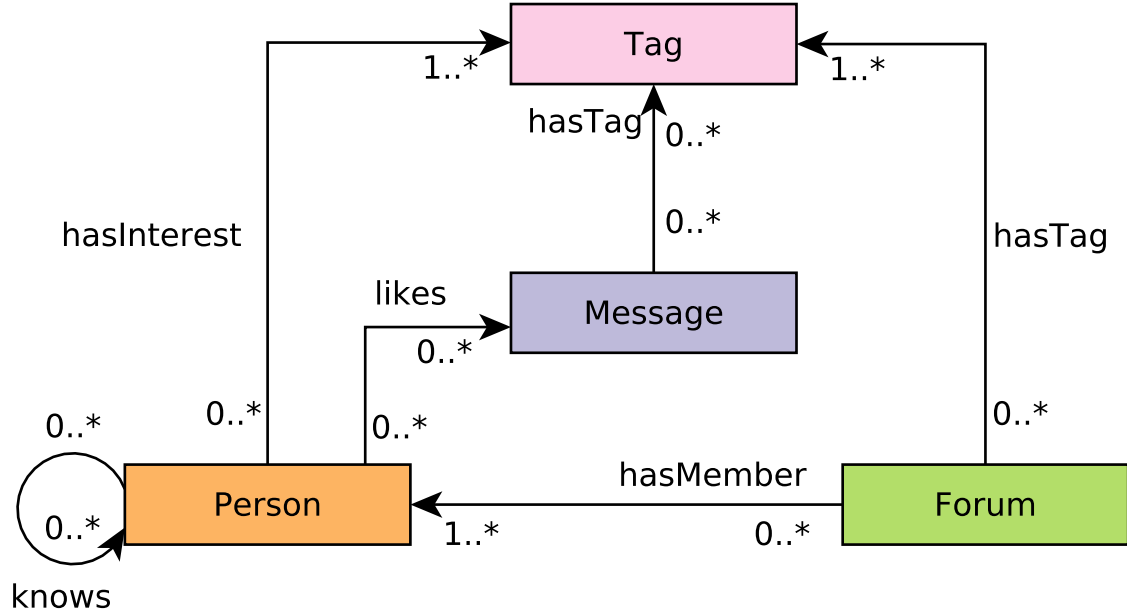 Tag
1..*
1..*
hasTag
0..*
0..*
hasInterest
hasTag
likes
Message
0..*
0..*
0..*
0..*
0..*
hasMember
Person
Forum
0..*
1..*
0..*
knows